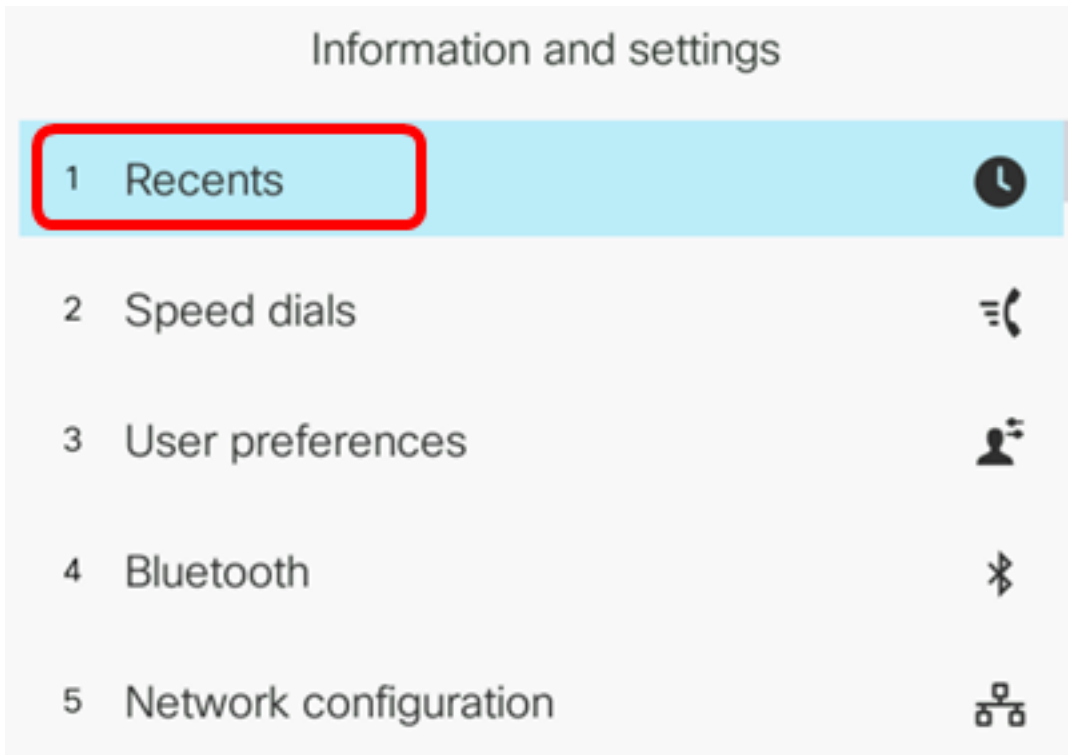 Information and settings
1 Recents
2 Speed dials
3 User preferences
4 Bluetooth
5 Network configuration